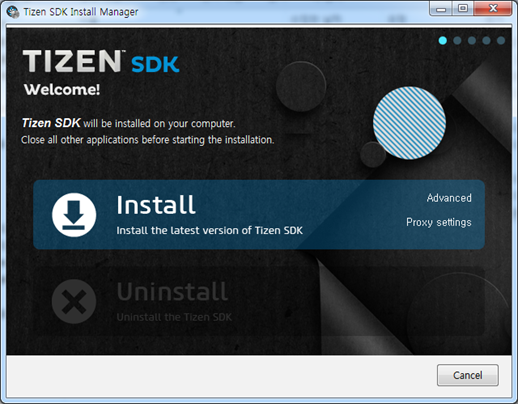 Tizen SDK Install Manager
TIZEN™ SDK
Welcome!
Tizen SDK will be installed on your computer.
Close all other applications before starting the installation.
Install
Install the latest version of Tizen SDK
Advanced
Proxy settings
Uninstall
Uninstall the Tizen SDK
Cancel